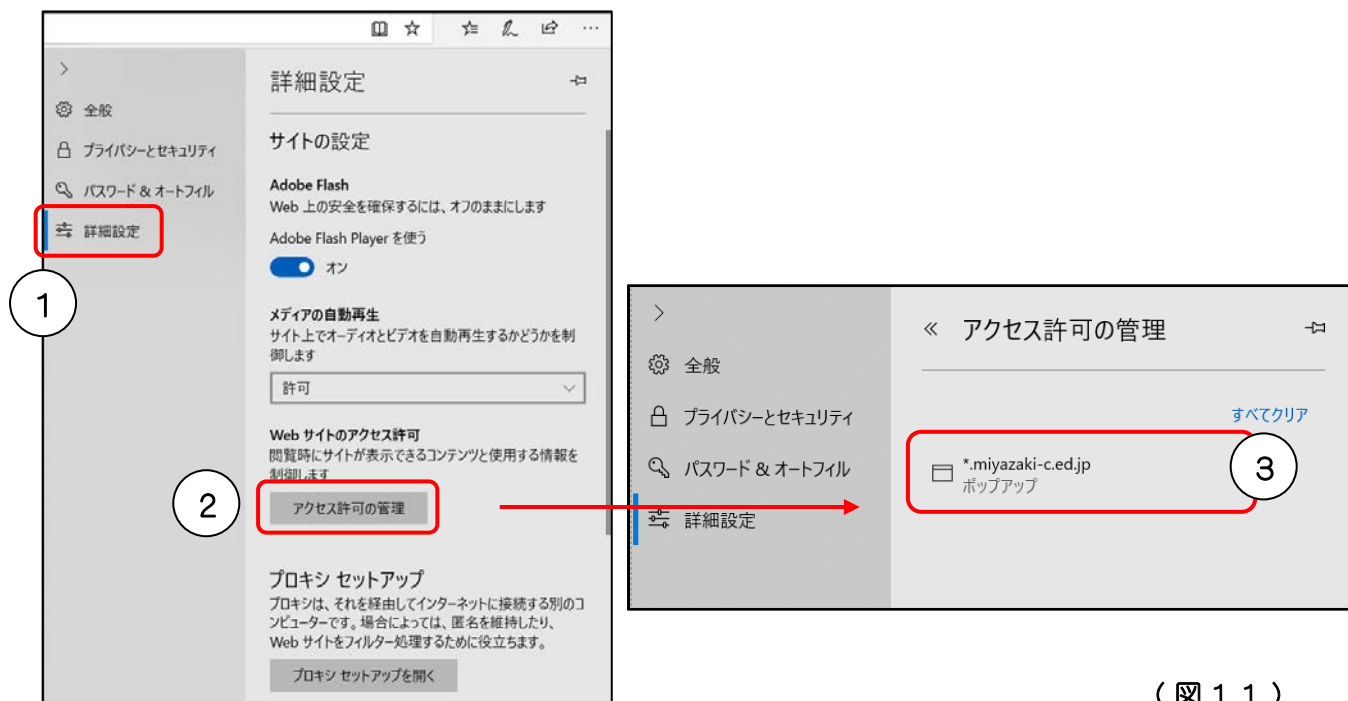 詳細設定
全般
プライバシーとセキュリティ
パスワード & オートフィル
詳細設定
1
サイトの設定
Adobe Flash
Web 上の安全を確保するには、オフのままにします
Adobe Flash Player を使う
オン
メディアの自動再生
サイト上でオーディオとビデオを自動再生するかどうかを制
御します
許可
Web サイトのアクセス許可
閲覧時にサイトが表示できるコンテンツと使用する情報を
制御します
2
アクセス許可の管理
プロキシ セットアップ
プロキシは、それを経由してインターネットに接続する別のコ
ンピューターです。場合によっては、匿名を維持したり、
Web サイトをフィルター処理するために役立ちます。
プロキシ セットアップを開く
アクセス許可の管理
全般
プライバシーとセキュリティ
パスワード & オートフィル
詳細設定
すべてクリア
*.miyazaki-c.ed.jp
ポップアップ
3
(図11)